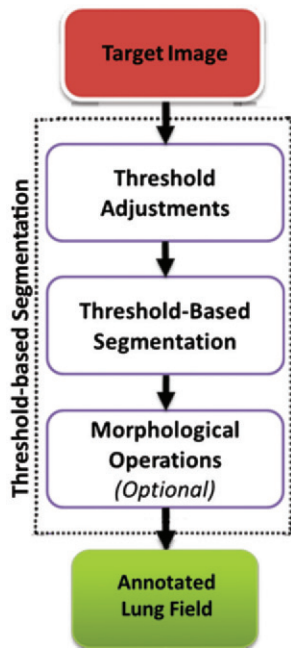 Target Image
Threshold-based Segmentation
Threshold
Adjustments
Threshold-Based
Segmentation
Morphological
Operations
(Optional)
Annotated
Lung Field